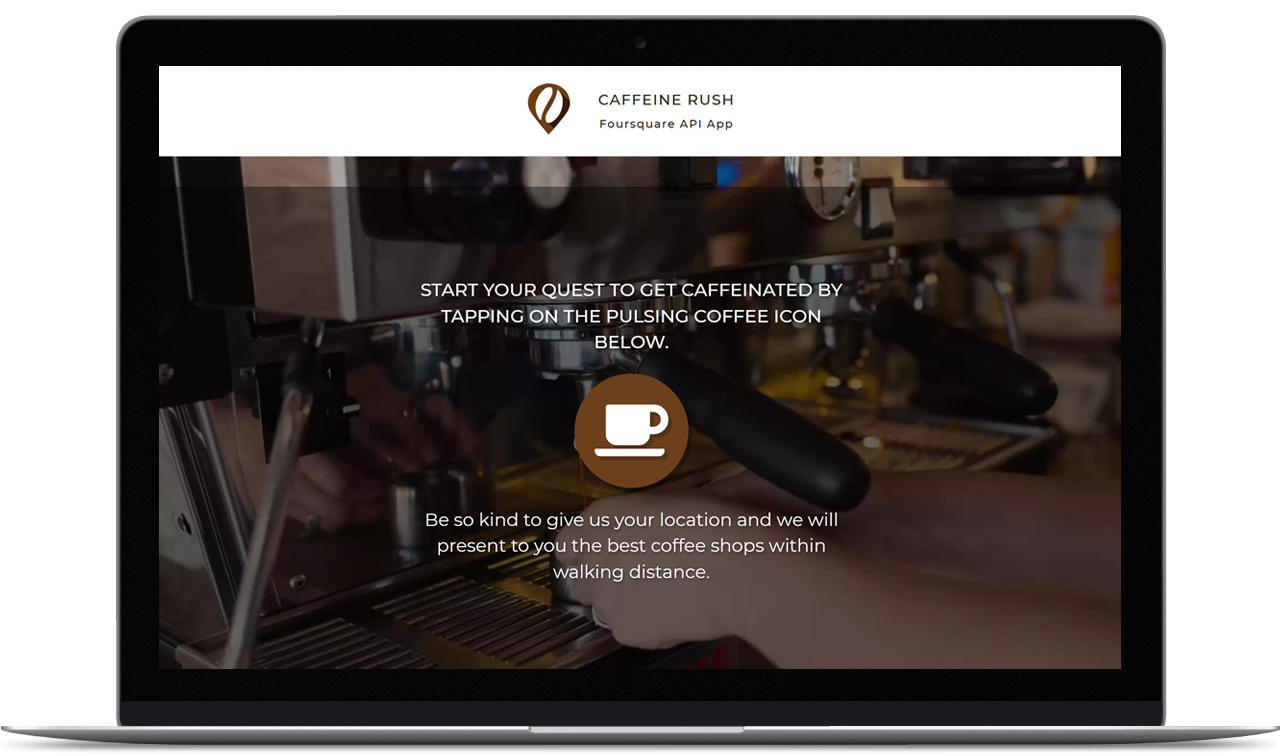 CAFFEINE RUSH
Foursquare API App
START YOUR QUEST TO GET CAFFEINATED BY
TAPPING ON THE PULSING COFFEE ICON
BELOW.
Be so kind to give us your location and we will
present to you the best coffee shops within
walking distance.